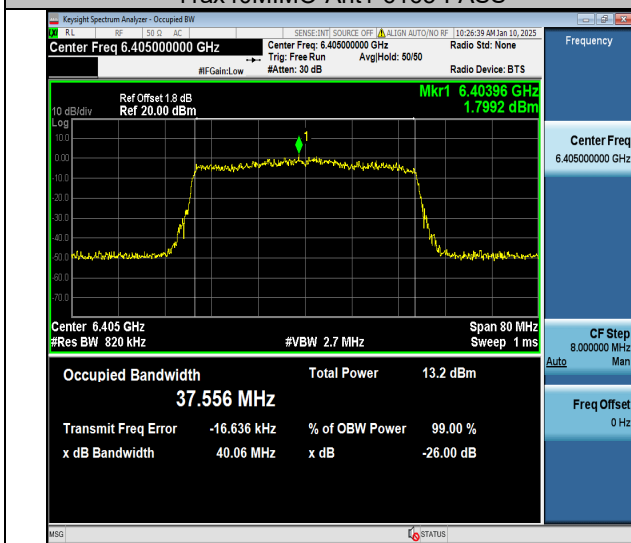 Keysight Spectrum Analyzer - Occupied BW
RL RF 50 Ω AC SENSE:INT SOURCE OFF ALIGN AUTO/NO RF 10:26:39 AM Jan 10, 2025
Center Freq 6.405000000 GHz
Center Freq: 6.405000000 GHz
Radio Std: None
Trig: Free Run Avg|Hold: 50/50
#IFGain:Low #Atten: 30 dB Radio Device: BTS
Frequency
Mkr1 6.40396 GHz
1.7992 dBm
Ref Offset 1.8 dB
10 dB/div Ref 20.00 dBm
Log
10.0
0.00
-10.0
-20.0
-30.0
-40.0
-50.0
-60.0
-70.0
1
Center 6.405 GHz Span 80 MHz
#Res BW 820 kHz #VBW 2.7 MHz Sweep 1 ms
Center Freq
6.405000000 GHz
CF Step
8.000000 MHz
Auto Man
Freq Offset
0 Hz
Occupied Bandwidth Total Power 13.2 dBm
37.556 MHz
Transmit Freq Error -16.636 kHz % of OBW Power 99.00 %
x dB Bandwidth 40.06 MHz x dB -26.00 dB
MSG STATUS